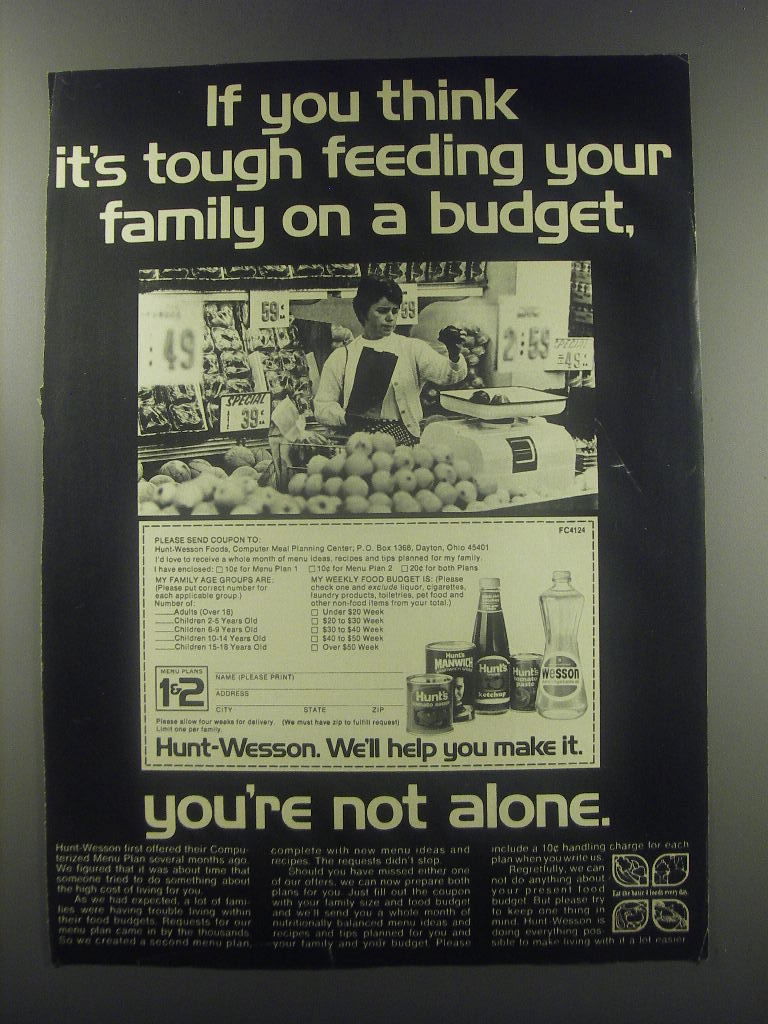 If you think
it's tough feeding your
family on a budget,
:49
59¢
59
2:59
SPECIAL
49¢
SPECIAL
39¢
FC4124
PLEASE SEND COUPON TO:
Hunt-Wesson Foods, Computer Meal Planning Center; P.O. Box 1368, Dayton, Ohio 45401
I'd love to receive a whole month of menu ideas, recipes and tips planned for my family.
I have enclosed: □ 10¢ for Menu Plan 1 □ 10¢ for Menu Plan 2 □ 20¢ for both Plans
MY FAMILY AGE GROUPS ARE:
(Please put correct number for
each applicable group.)
Number of:
____Adults (Over 18)
____Children 2-5 Years Old
____Children 6-9 Years Old
____Children 10-14 Years Old
____Children 15-18 Years Old
MY WEEKLY FOOD BUDGET IS: (Please
check one and exclude liquor, cigarettes,
laundry products, toiletries, pet food and
other non-food items from your total.)
□ Under $20 Week
□ $20 to $30 Week
□ $30 to $40 Week
□ $40 to $50 Week
□ Over $50 Week
MENU PLANS
1&2
NAME (PLEASE PRINT)
ADDRESS
CITY STATE ZIP
Please allow four weeks for delivery. (We must have zip to fulfill request)
Limit one per family.
Hunt's
MANWICH
Hunt's
tomato sauce
Hunt's
ketchup
Hunt's
tomato
paste
Wesson
Hunt-Wesson. We'll help you make it.
you're not alone.
Hunt-Wesson first offered their Compu-
terized Menu Plan several months ago.
We figured that it was about time that
someone tried to do something about
the high cost of living for you.
As we had expected, a lot of fami-
lies were having trouble living within
their food budgets. Requests for our
menu plan came in by the thousands.
So we created a second menu plan,
complete with new menu ideas and
recipes. The requests didn't stop.
Should you have missed either one
of our offers, we can now prepare both
plans for you. Just fill out the coupon
with your family size and food budget
and we'll send you a whole month of
nutritionally balanced menu ideas and
recipes and tips planned for you and
your family and your budget. Please
include a 10¢ handling charge for each
plan when you write us.
Regretfully, we can
not do anything about
your present food
budget. But please try
to keep one thing in
mind. Hunt-Wesson is
doing everything pos-
sible to make living with it a lot easier.
Eat the basic 4 foods every day.